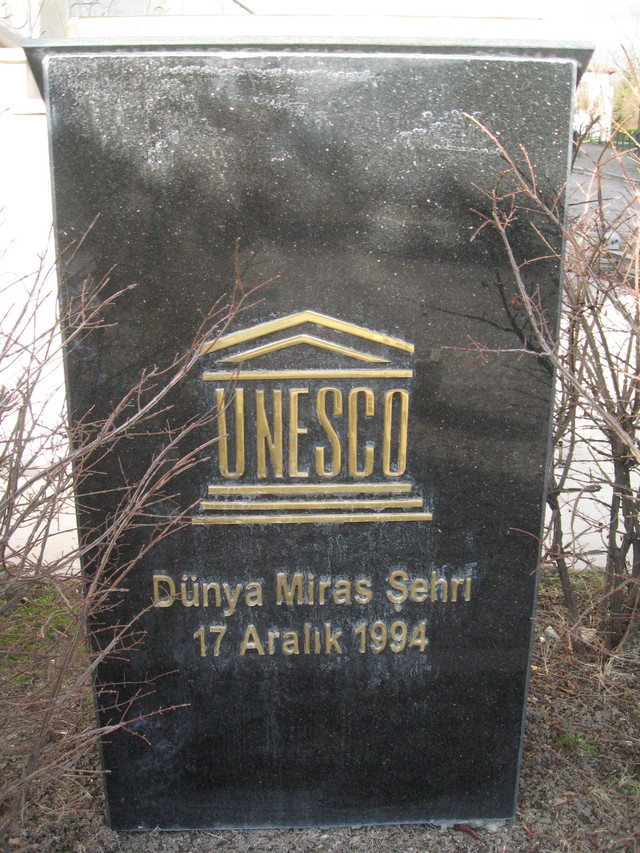 UNESCO
Dünya Miras Şehri
17 Aralık 1994